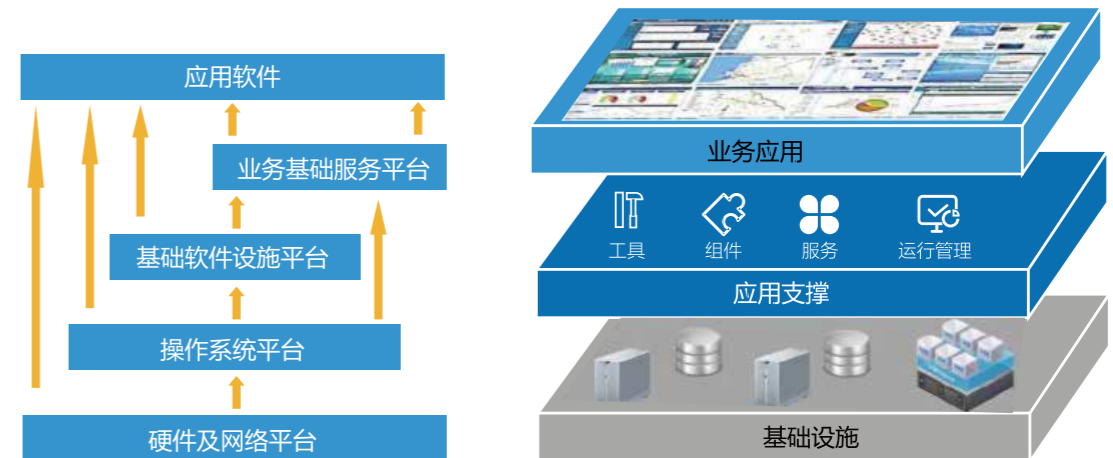 应用软件
业务基础服务平台
基础软件设施平台
操作系统平台
硬件及网络平台
业务应用
工具 组件 服务 运行管理
应用支撑
基础设施